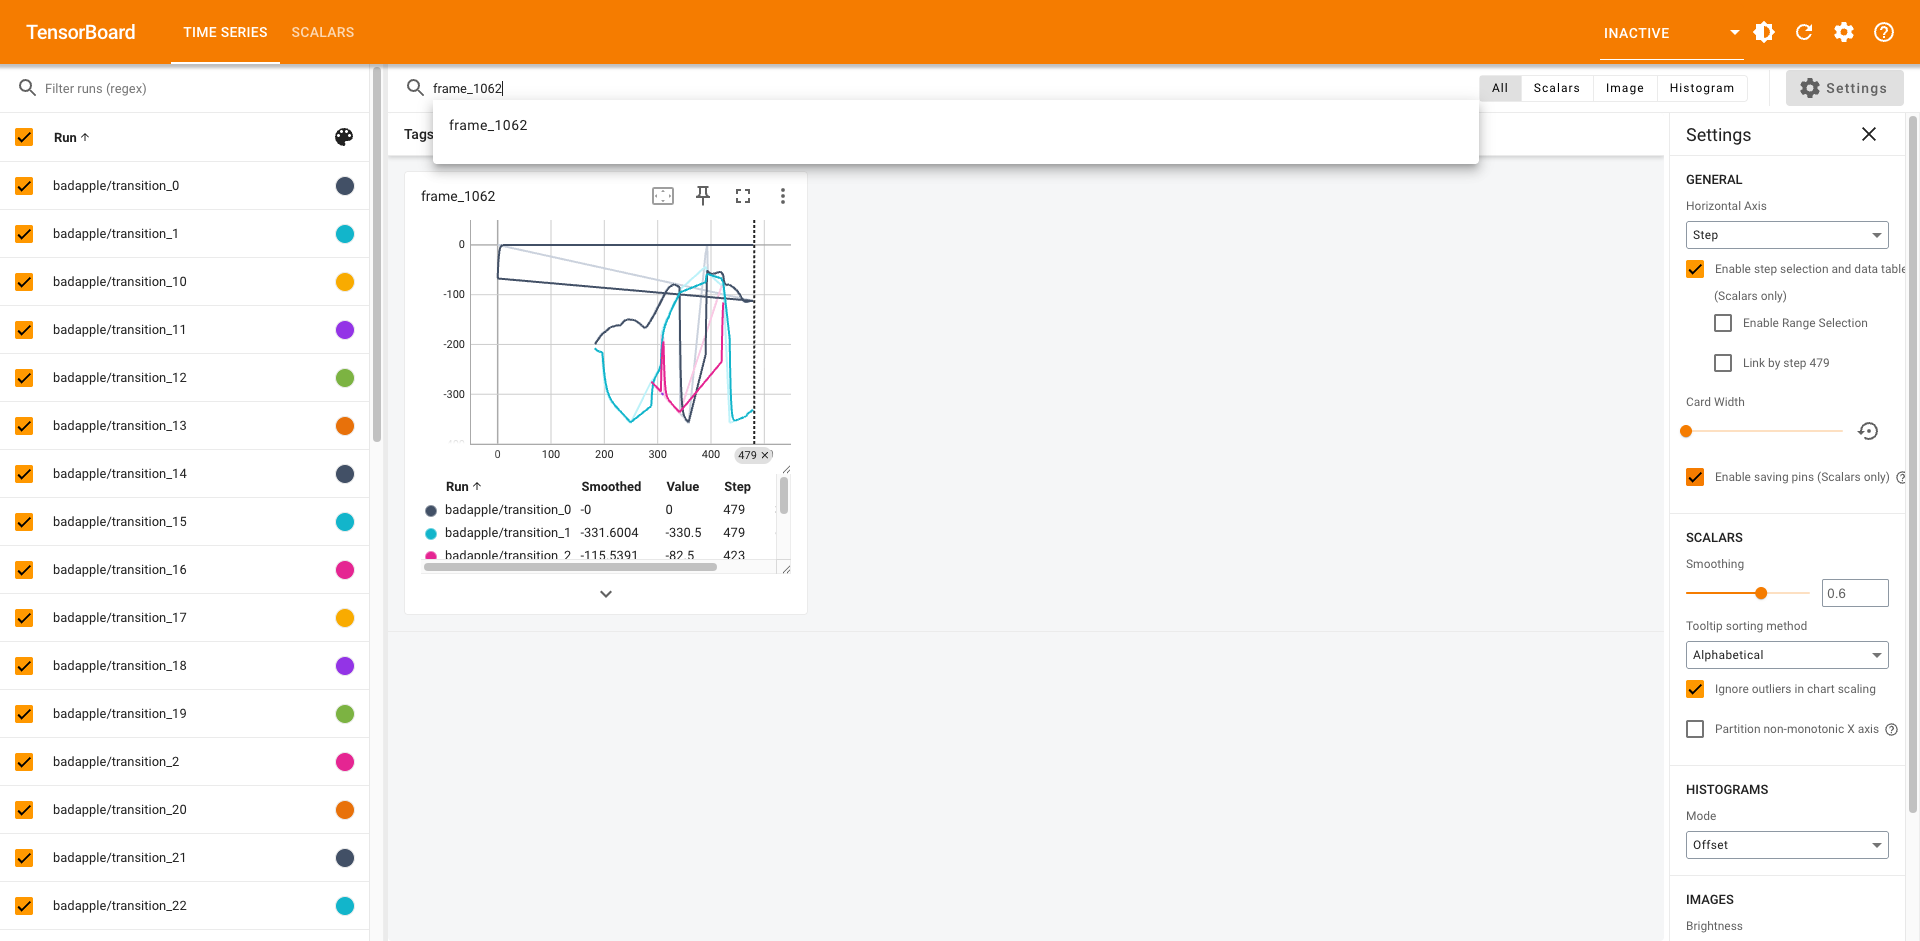 TensorBoard TIME SERIES SCALARS INACTIVE
Filter runs (regex)
frame_1062
All Scalars Image Histogram
Settings
frame_1062
Tags
Run
badapple/transition_0
badapple/transition_1
badapple/transition_10
badapple/transition_11
badapple/transition_12
badapple/transition_13
badapple/transition_14
badapple/transition_15
badapple/transition_16
badapple/transition_17
badapple/transition_18
badapple/transition_19
badapple/transition_2
badapple/transition_20
badapple/transition_21
badapple/transition_22
frame_1062
0
-100
-200
-300
0 100 200 300 400 479
Run Smoothed Value Step
badapple/transition_0 -0 0 479
badapple/transition_1 -331.6004 -330.5 479
badapple/transition_2 -115.5391 -82.5 423
Settings
GENERAL
Horizontal Axis
Step
Enable step selection and data table
(Scalars only)
Enable Range Selection
Link by step 479
Card Width
Enable saving pins (Scalars only)
SCALARS
Smoothing
0.6
Tooltip sorting method
Alphabetical
Ignore outliers in chart scaling
Partition non-monotonic X axis
HISTOGRAMS
Mode
Offset
IMAGES
Brightness